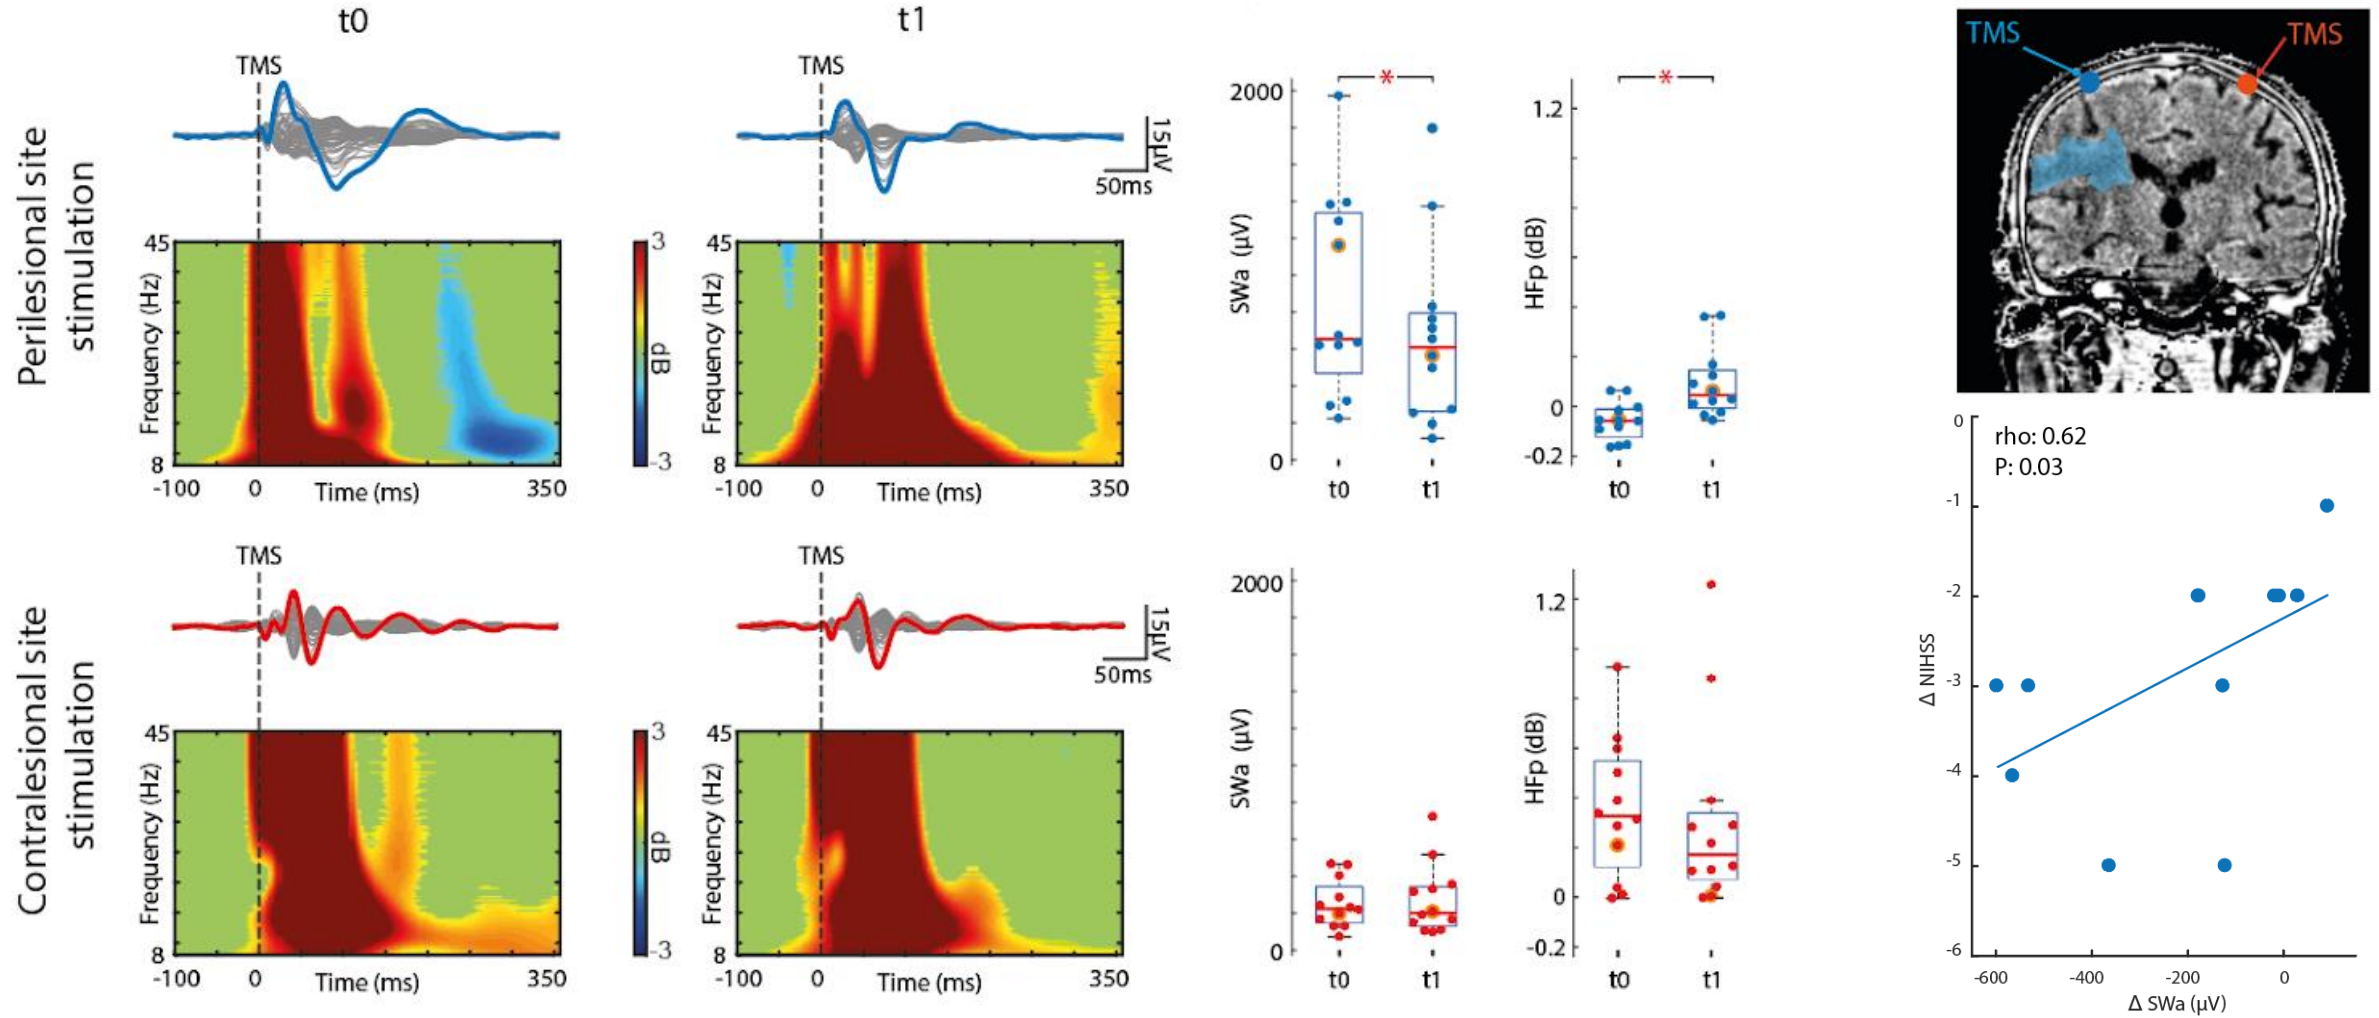 t0
t1
TMS
TMS
15µV
50ms
Perilesional site
stimulation
45
Frequency (Hz)
8
-100
0
Time (ms)
350
3
dB
-3
45
Frequency (Hz)
8
-100
0
Time (ms)
350
2000
SWa (µV)
0
t0
t1
*
1.2
HFp (dB)
0
-0.2
t0
t1
*
TMS
TMS
TMS
TMS
15µV
50ms
Contralesional site
stimulation
45
Frequency (Hz)
8
-100
0
Time (ms)
350
3
dB
-3
45
Frequency (Hz)
8
-100
0
Time (ms)
350
2000
SWa (µV)
0
t0
t1
1.2
HFp (dB)
0
-0.2
t0
t1
rho: 0.62
P: 0.03
0
-1
-2
-3
-4
-5
-6
Δ NIHSS
-600
-400
-200
0
Δ SWa (µV)